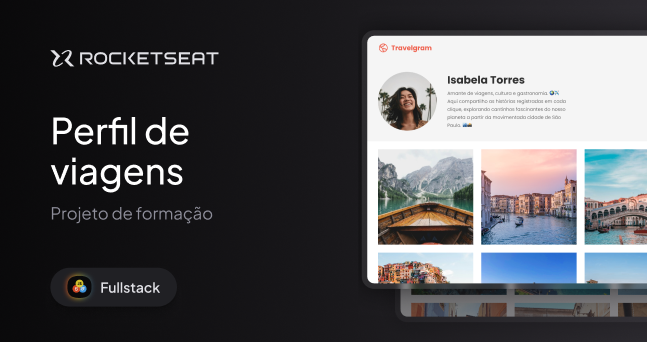 ROCKETSEAT
Perfil de
viagens
Projeto de formação
Fullstack
Travelgram
Isabela Torres
Amante de viagens, cultura e gastronomia.
Aqui compartilho as histórias registradas em cada
clique, explorando cantinhos fascinantes do nosso
planeta a partir da movimentada cidade de São
Paulo.